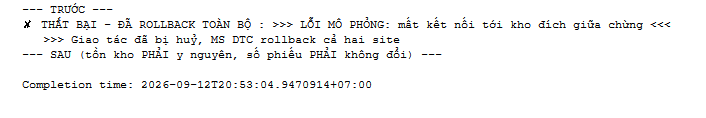 --- TRƯỚC ---
✘ THẤT BẠI - ĐÃ ROLLBACK TOÀN BỘ : >>> LỖI MÔ PHỎNG: mất kết nối tới kho đích giữa chừng <<<
>>> Giao tác đã bị huỷ, MS DTC rollback cả hai site
--- SAU (tồn kho PHẢI y nguyên, số phiếu PHẢI không đổi) ---
Completion time: 2026-09-12T20:53:04.9470914+07:00